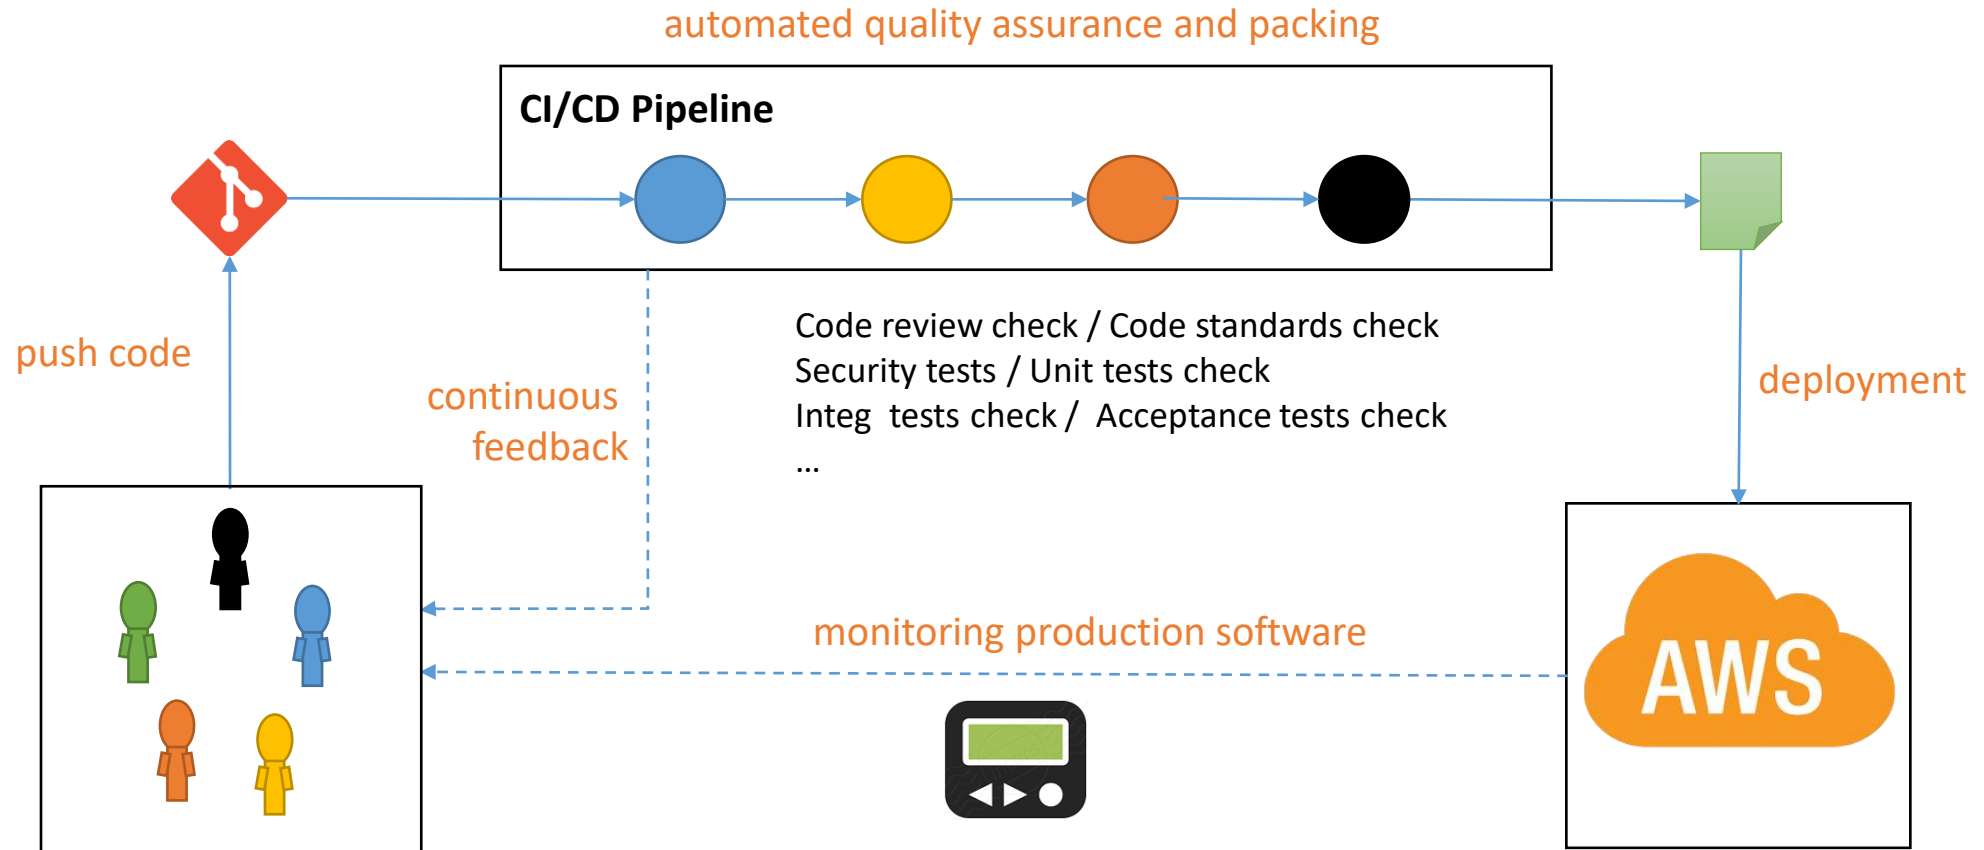 automated quality assurance and packing
CI/CD Pipeline
Code review check / Code standards check
Security tests / Unit tests check
Integ tests check / Acceptance tests check
...
push code
continuous
feedback
deployment
monitoring production software
AWS